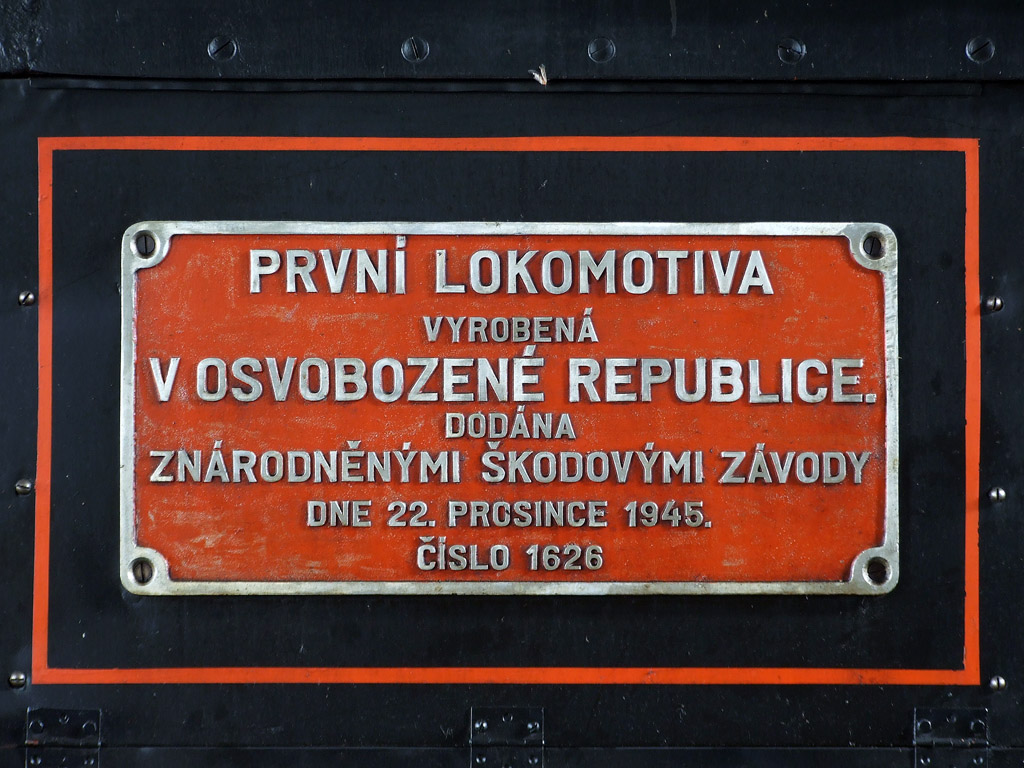 PRVNÍ LOKOMOTIVA
VYROBENÁ
V OSVOBOZENÉ REPUBLICE.
DODÁNA
ZNÁRODNĚNÝMI ŠKODOVÝMI ZÁVODY
DNE 22. PROSINCE 1945.
ČÍSLO 1626